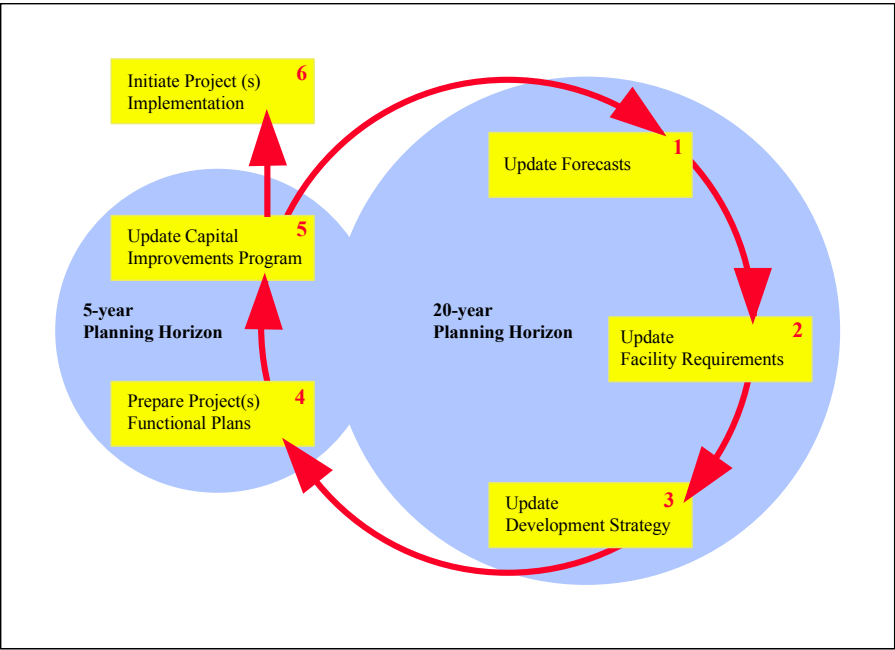 6
Initiate Project (s)
Implementation
1
Update Forecasts
5
Update Capital
Improvements Program
5-year
Planning Horizon
20-year
Planning Horizon
2
Update
Facility Requirements
4
Prepare Project(s)
Functional Plans
3
Update
Development Strategy